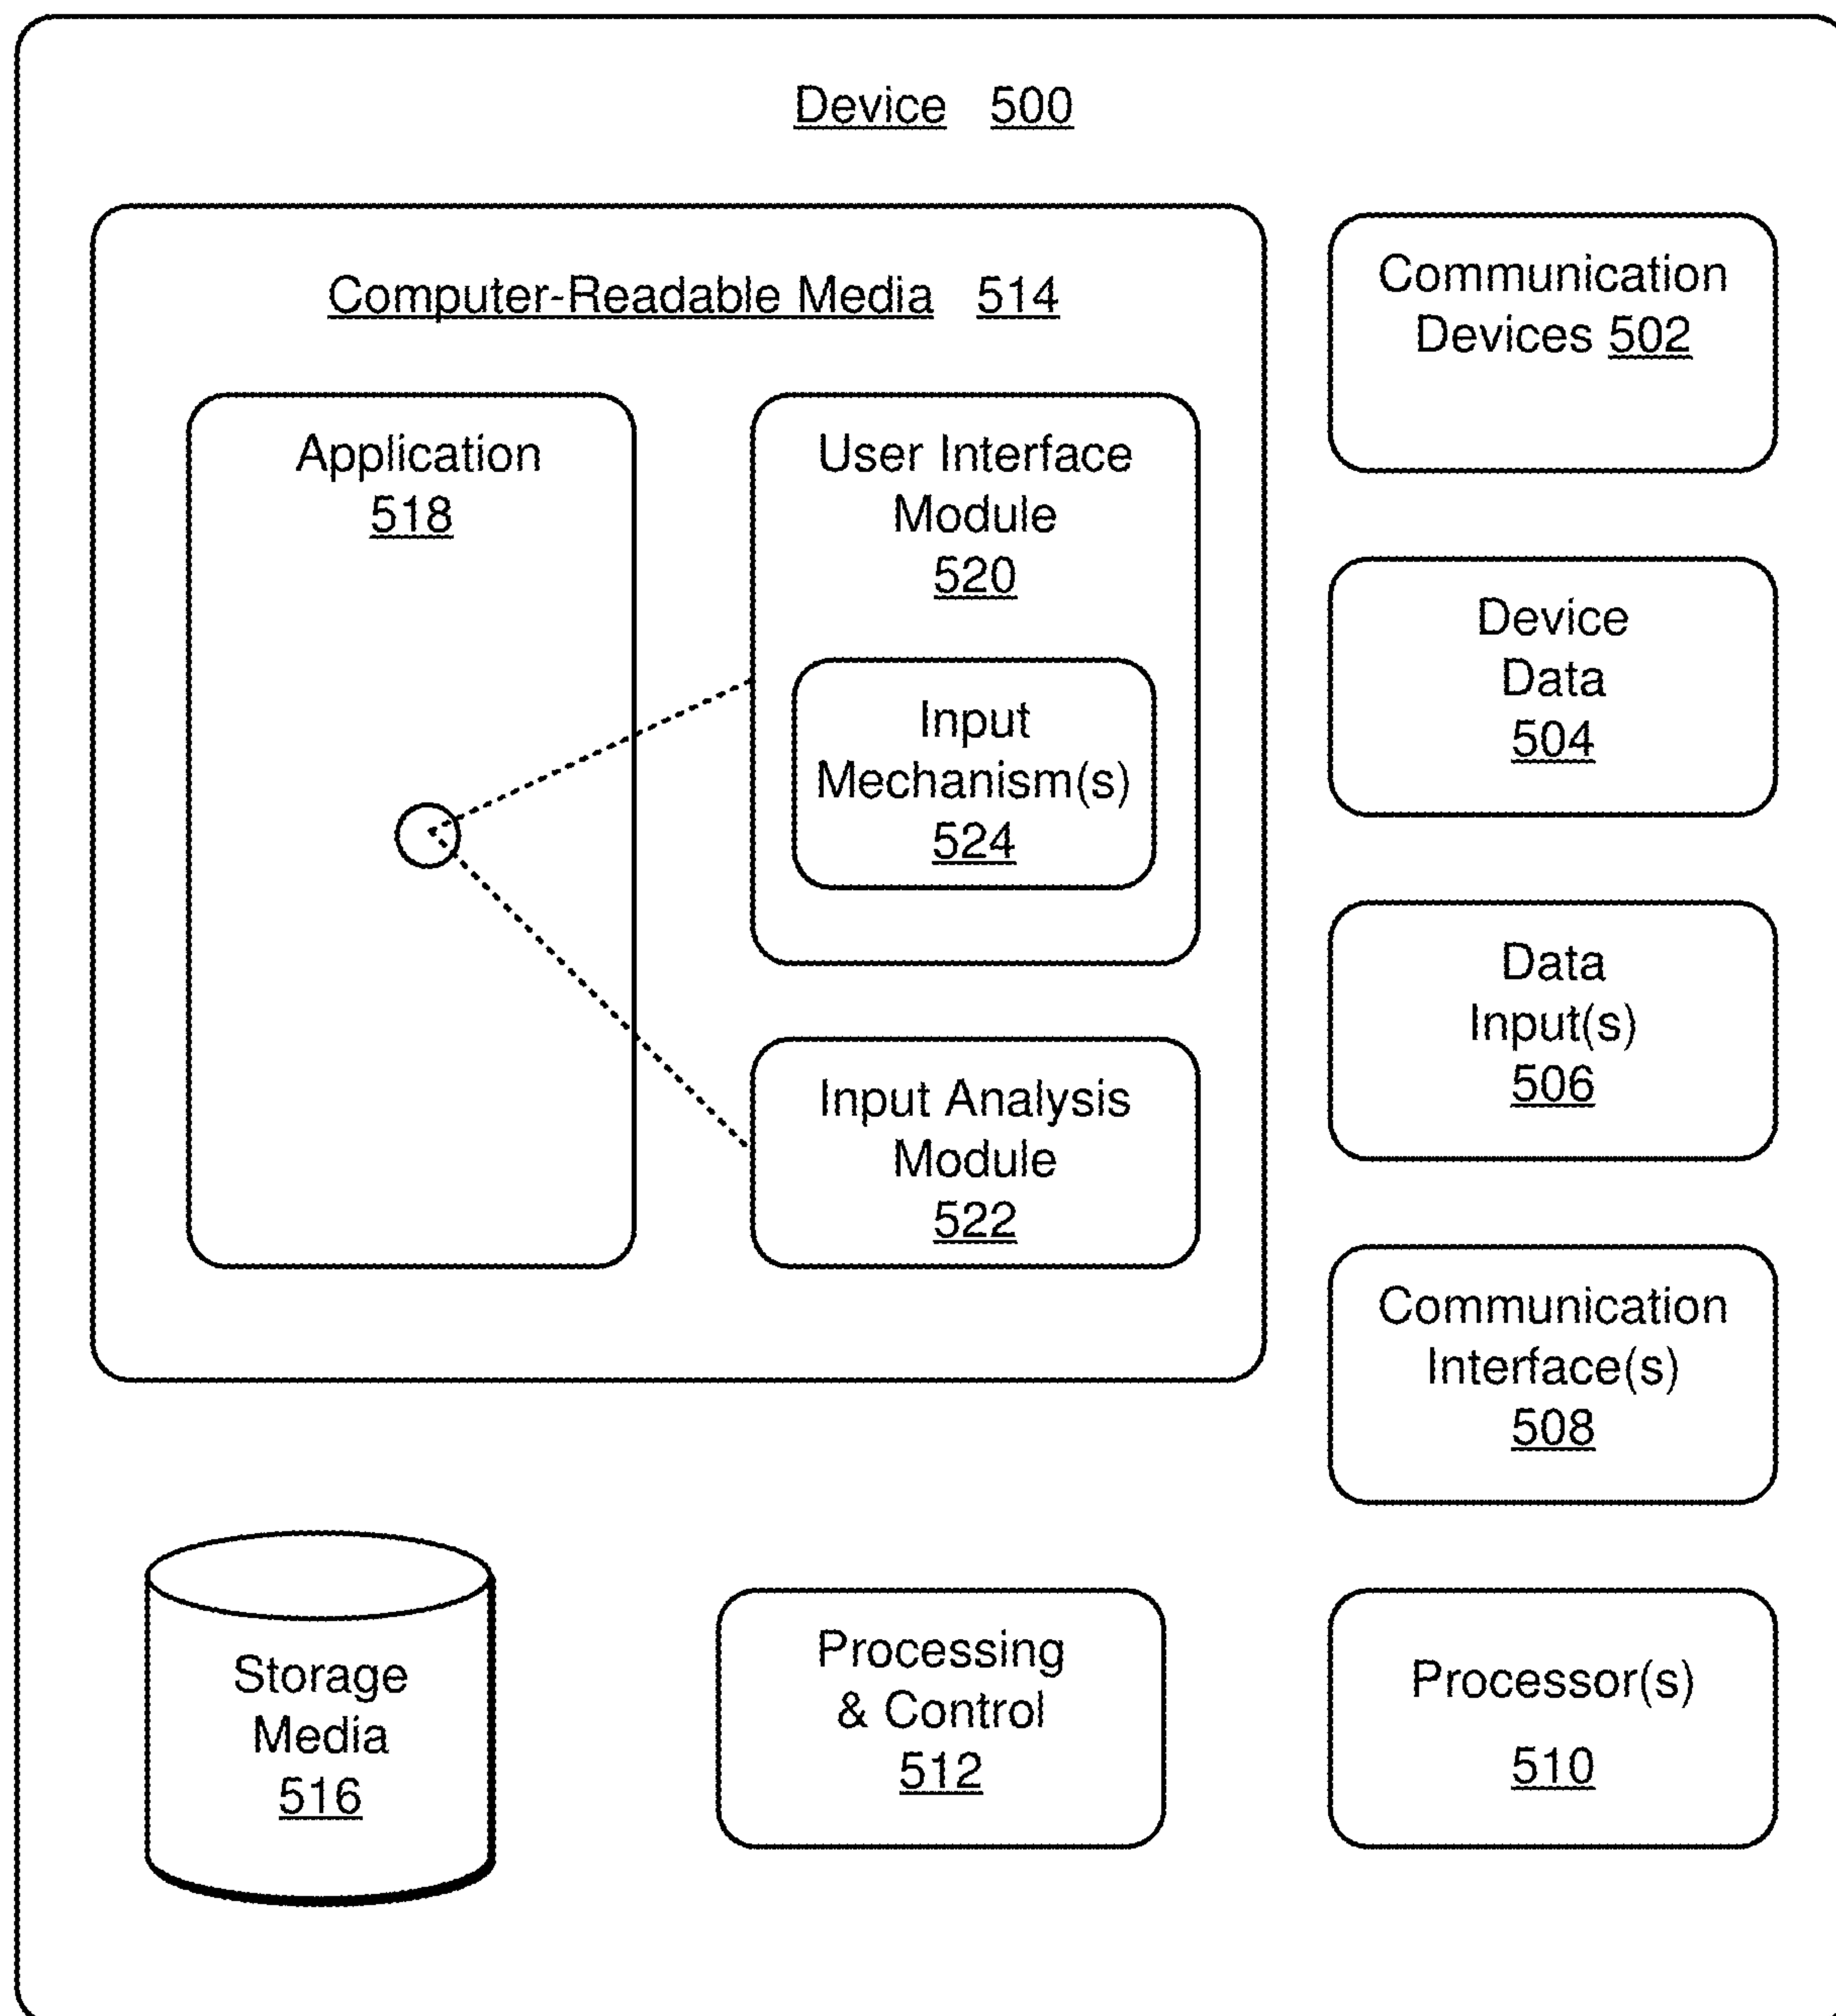 Device 500
Computer-Readable Media 514
Application
518
User Interface
Module
520
Input
Mechanism(s)
524
Input Analysis
Module
522
Communication
Devices 502
Device
Data
504
Data
Input(s)
506
Communication
Interface(s)
508
Storage
Media
516
Processing
& Control
512
Processor(s)
510